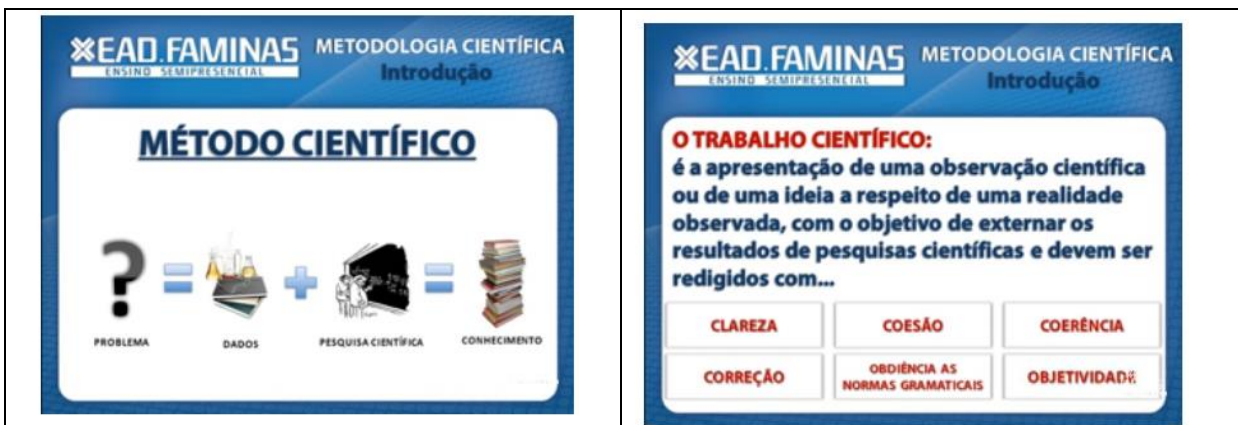 EAD.FAMINAS
ENSINO SEMIPRESENCIAL
METODOLOGIA CIENTÍFICA
Introdução
MÉTODO CIENTÍFICO
?
PROBLEMA
DADOS
PESQUISA CIENTÍFICA
CONHECIMENTO
EAD.FAMINAS
ENSINO SEMIPRESENCIAL
METODOLOGIA CIENTÍFICA
Introdução
O TRABALHO CIENTÍFICO:
é a apresentação de uma observação científica
ou de uma ideia a respeito de uma realidade
observada, com o objetivo de externar os
resultados de pesquisas científicas e devem ser
redigidos com...
CLAREZA
COESÃO
COERÊNCIA
CORREÇÃO
OBDIÊNCIA AS
NORMAS GRAMATICAIS
OBJETIVIDADE